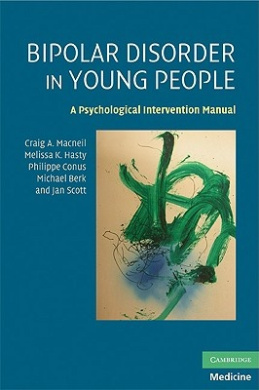 BIPOLAR DISORDER
IN YOUNG PEOPLE
A Psychological Intervention Manual
Craig A. Macneil
Melissa K. Hasty
Philippe Conus
Michael Berk
and Jan Scott
CAMBRIDGE
Medicine